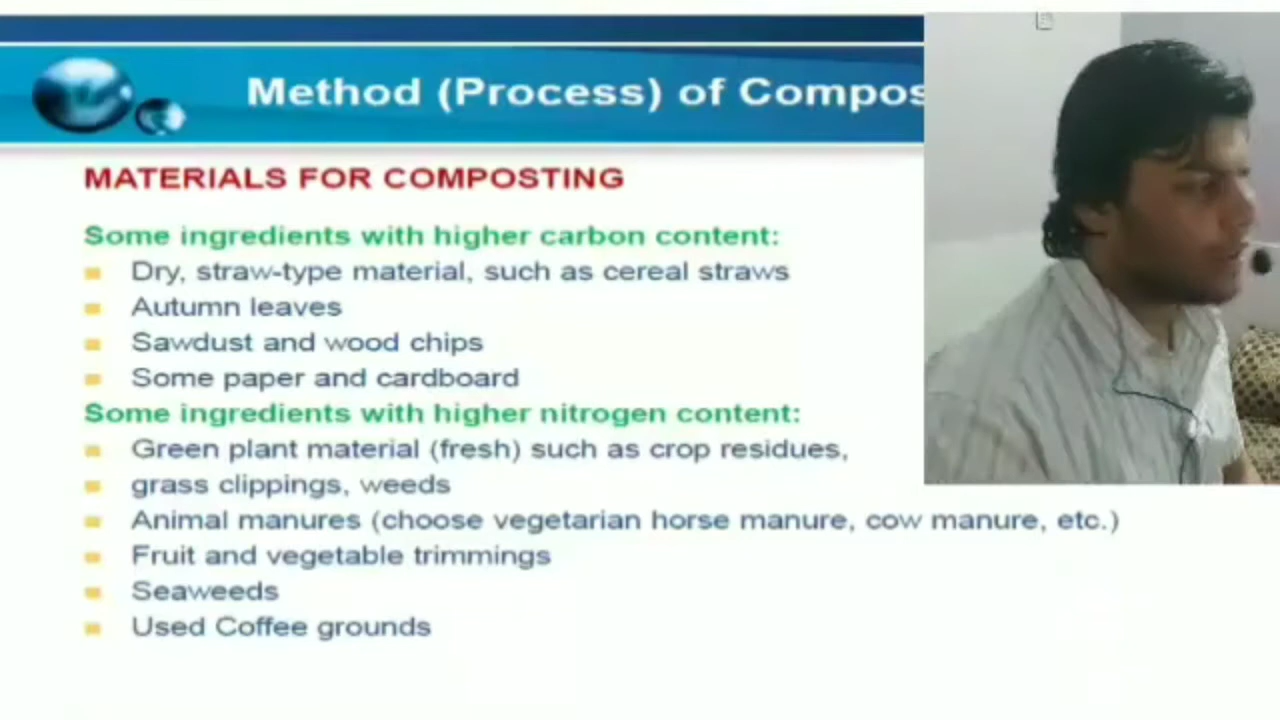 Method (Process) of Compos
MATERIALS FOR COMPOSTING
Some ingredients with higher carbon content:
Dry, straw-type material, such as cereal straws
Autumn leaves
Sawdust and wood chips
Some paper and cardboard
Some ingredients with higher nitrogen content:
Green plant material (fresh) such as crop residues,
grass clippings, weeds
Animal manures (choose vegetarian horse manure, cow manure, etc.)
Fruit and vegetable trimmings
Seaweeds
Used Coffee grounds